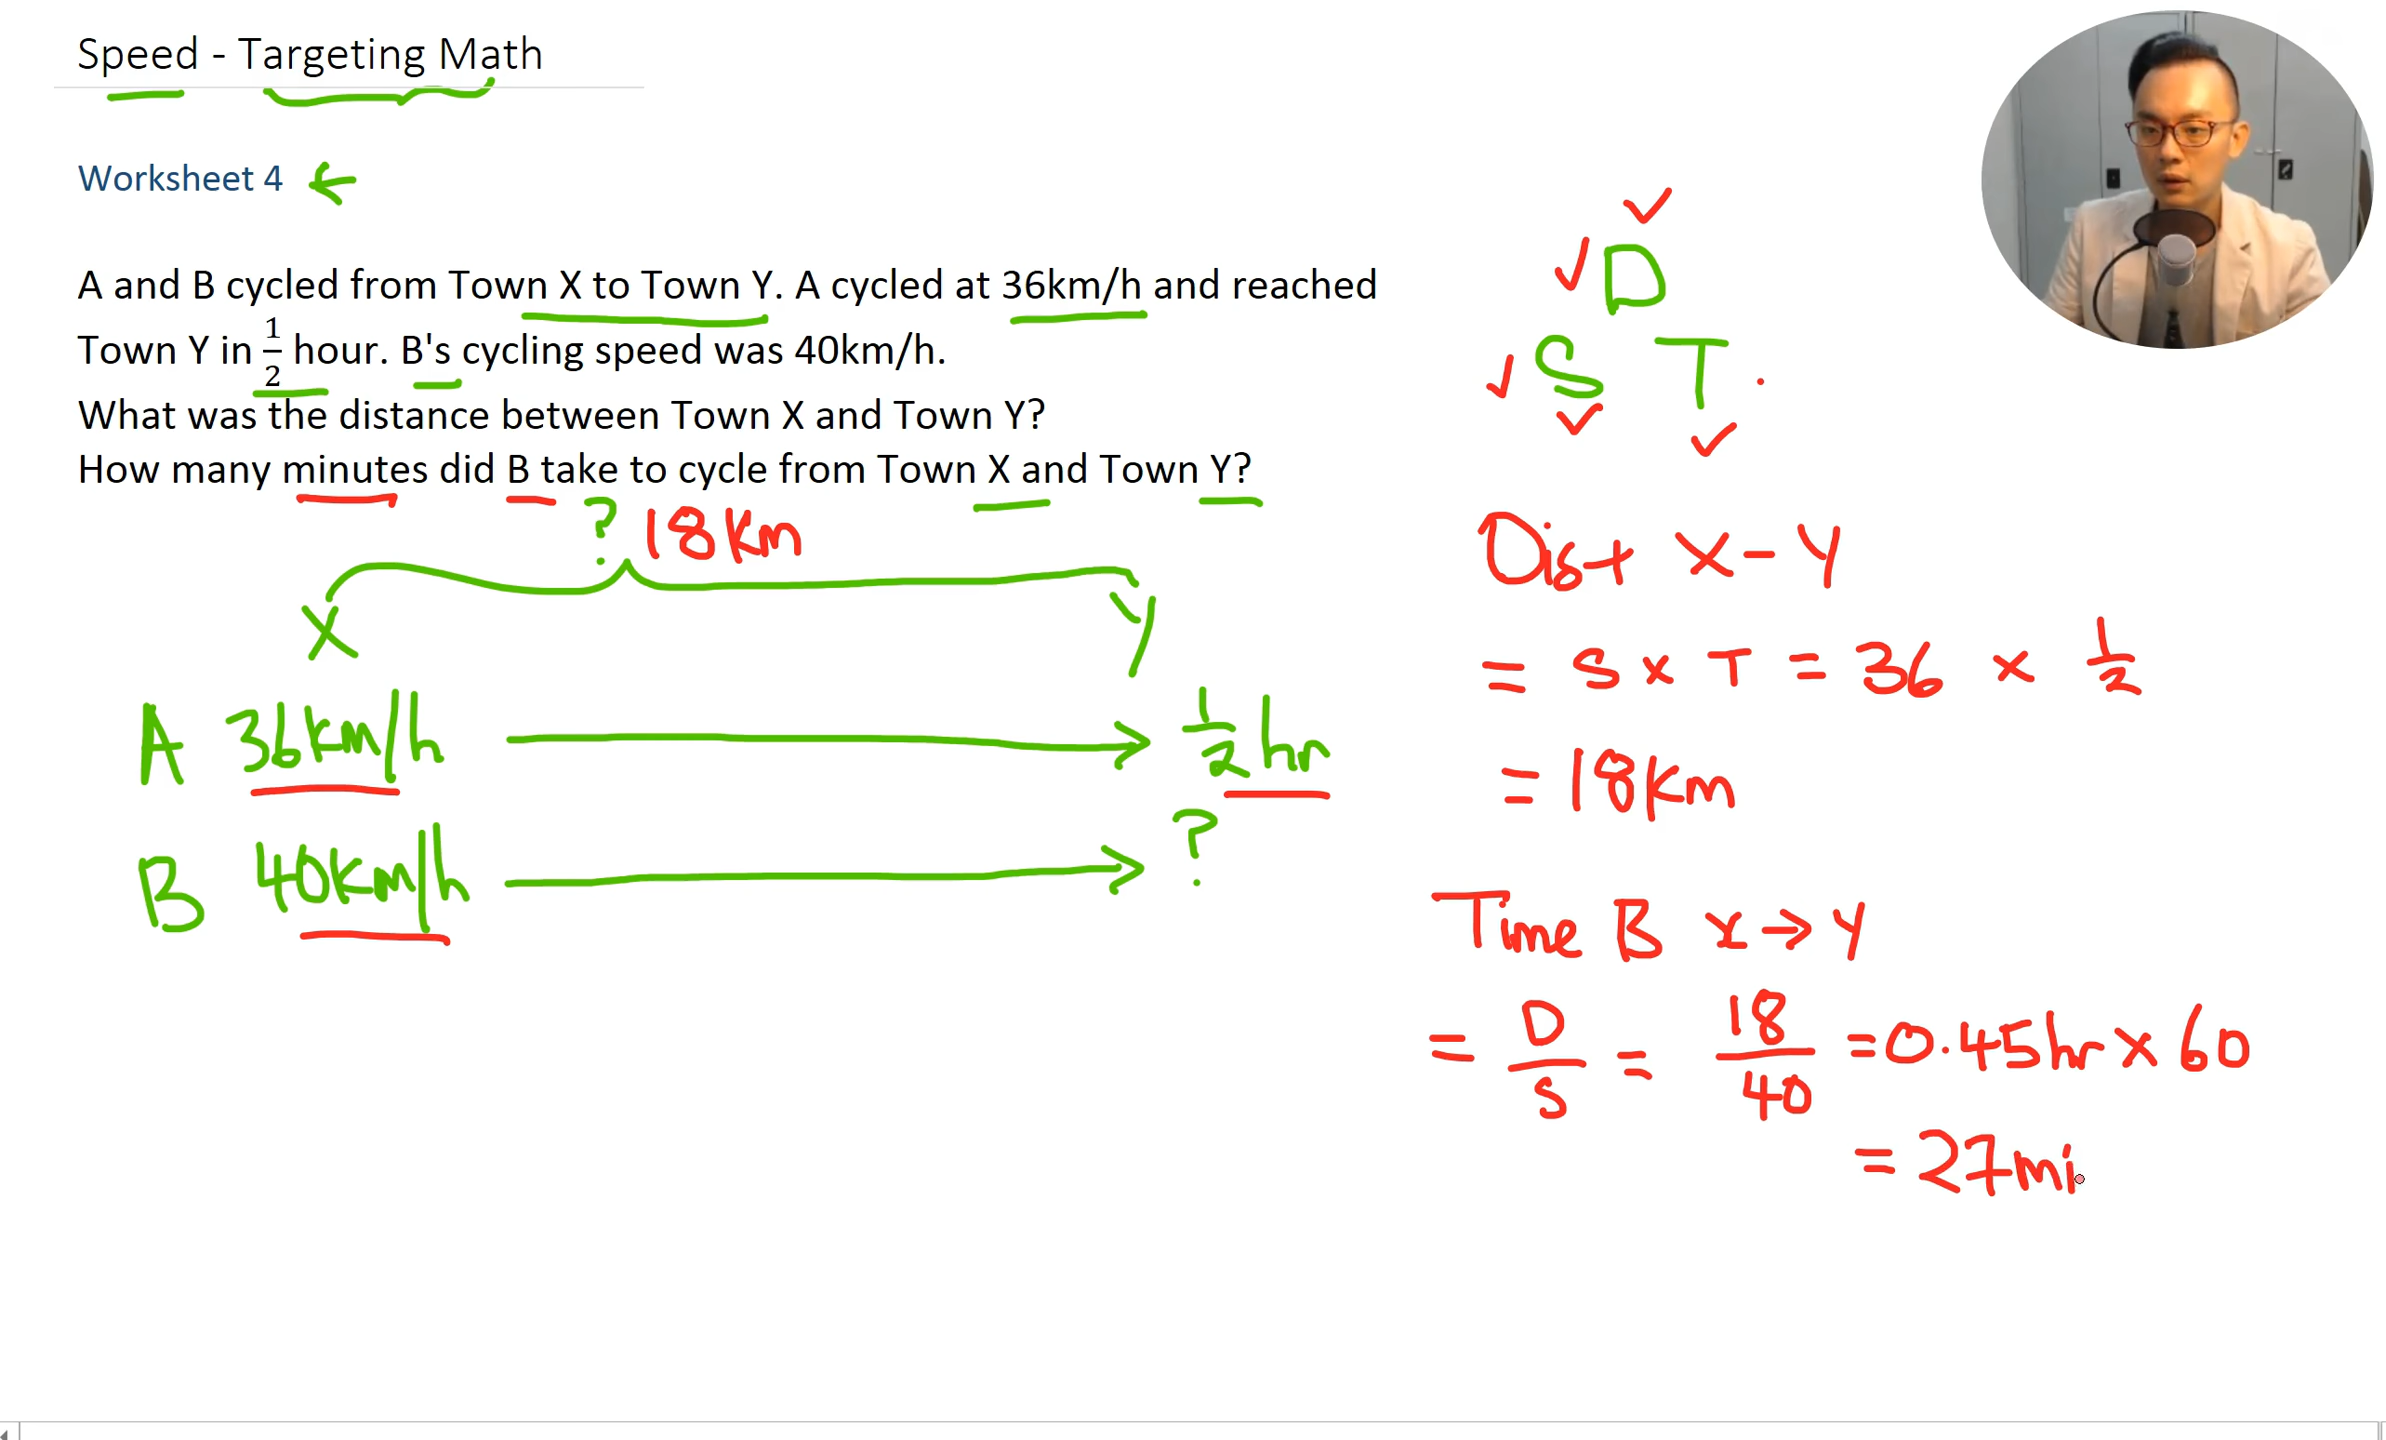 Speed - Targeting Math
Worksheet 4
A and B cycled from Town X to Town Y. A cycled at 36km/h and reached
Town Y in 1/2 hour. B's cycling speed was 40km/h.
What was the distance between Town X and Town Y?
How many minutes did B take to cycle from Town X and Town Y?
? 18km
X Y
A 36km/h 1/2 hr
B 40km/h ?
D
S T
Dist X-Y
= S x T = 36 x 1/2
= 18km
Time B X → Y
= D/S = 18/40 = 0.45hr x 60
= 27mi